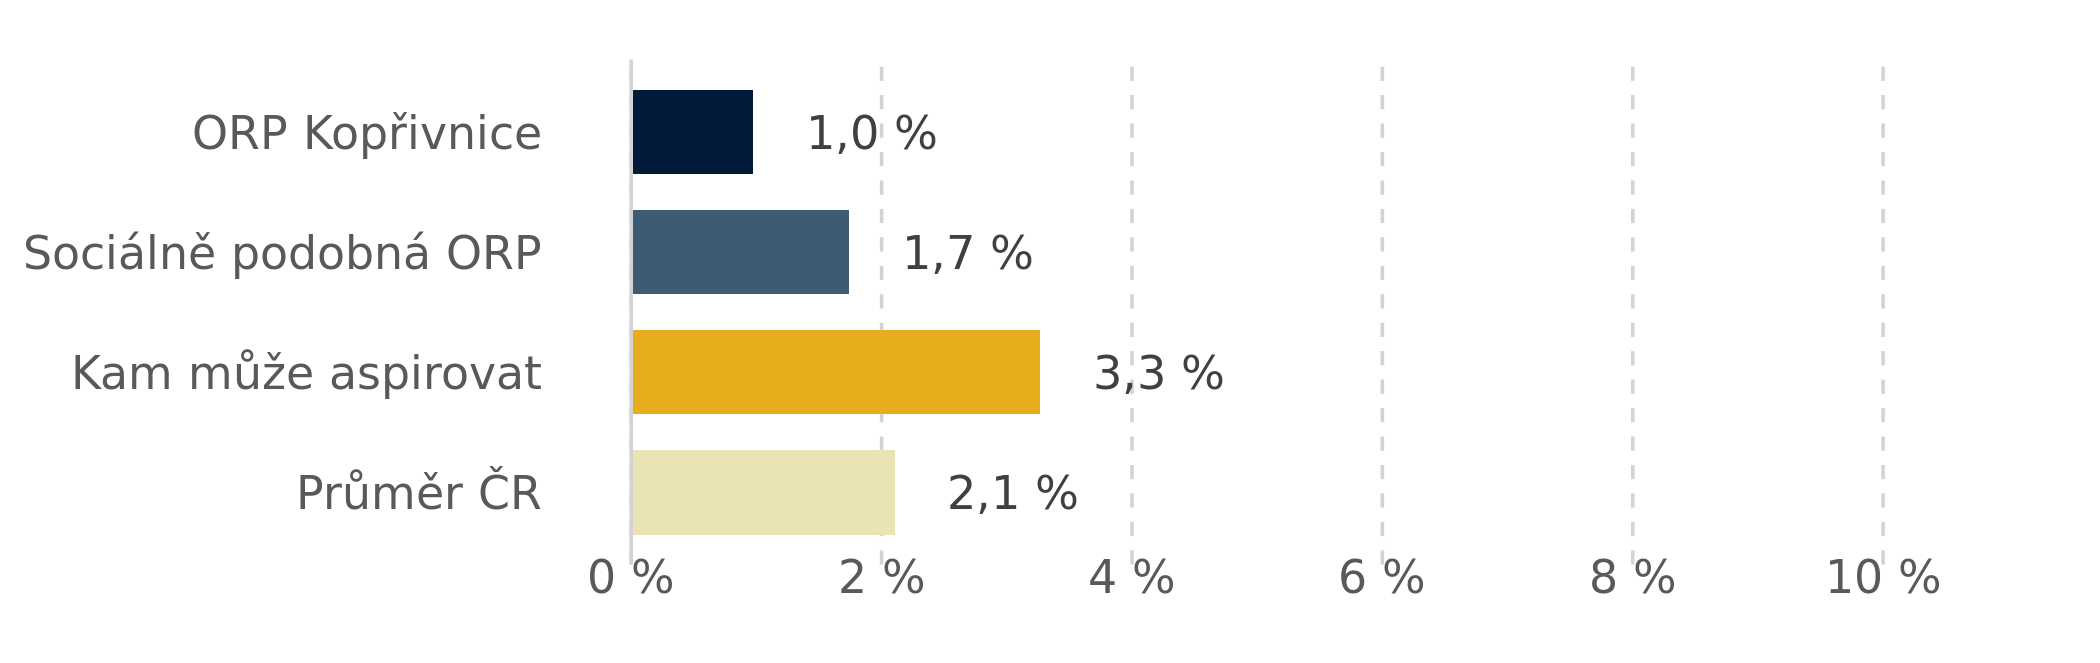 ORP Kopřivnice 1,0 %
Sociálně podobná ORP 1,7 %
Kam může aspirovat 3,3 %
Průměr ČR 2,1 %
0 % 2 % 4 % 6 % 8 % 10 %